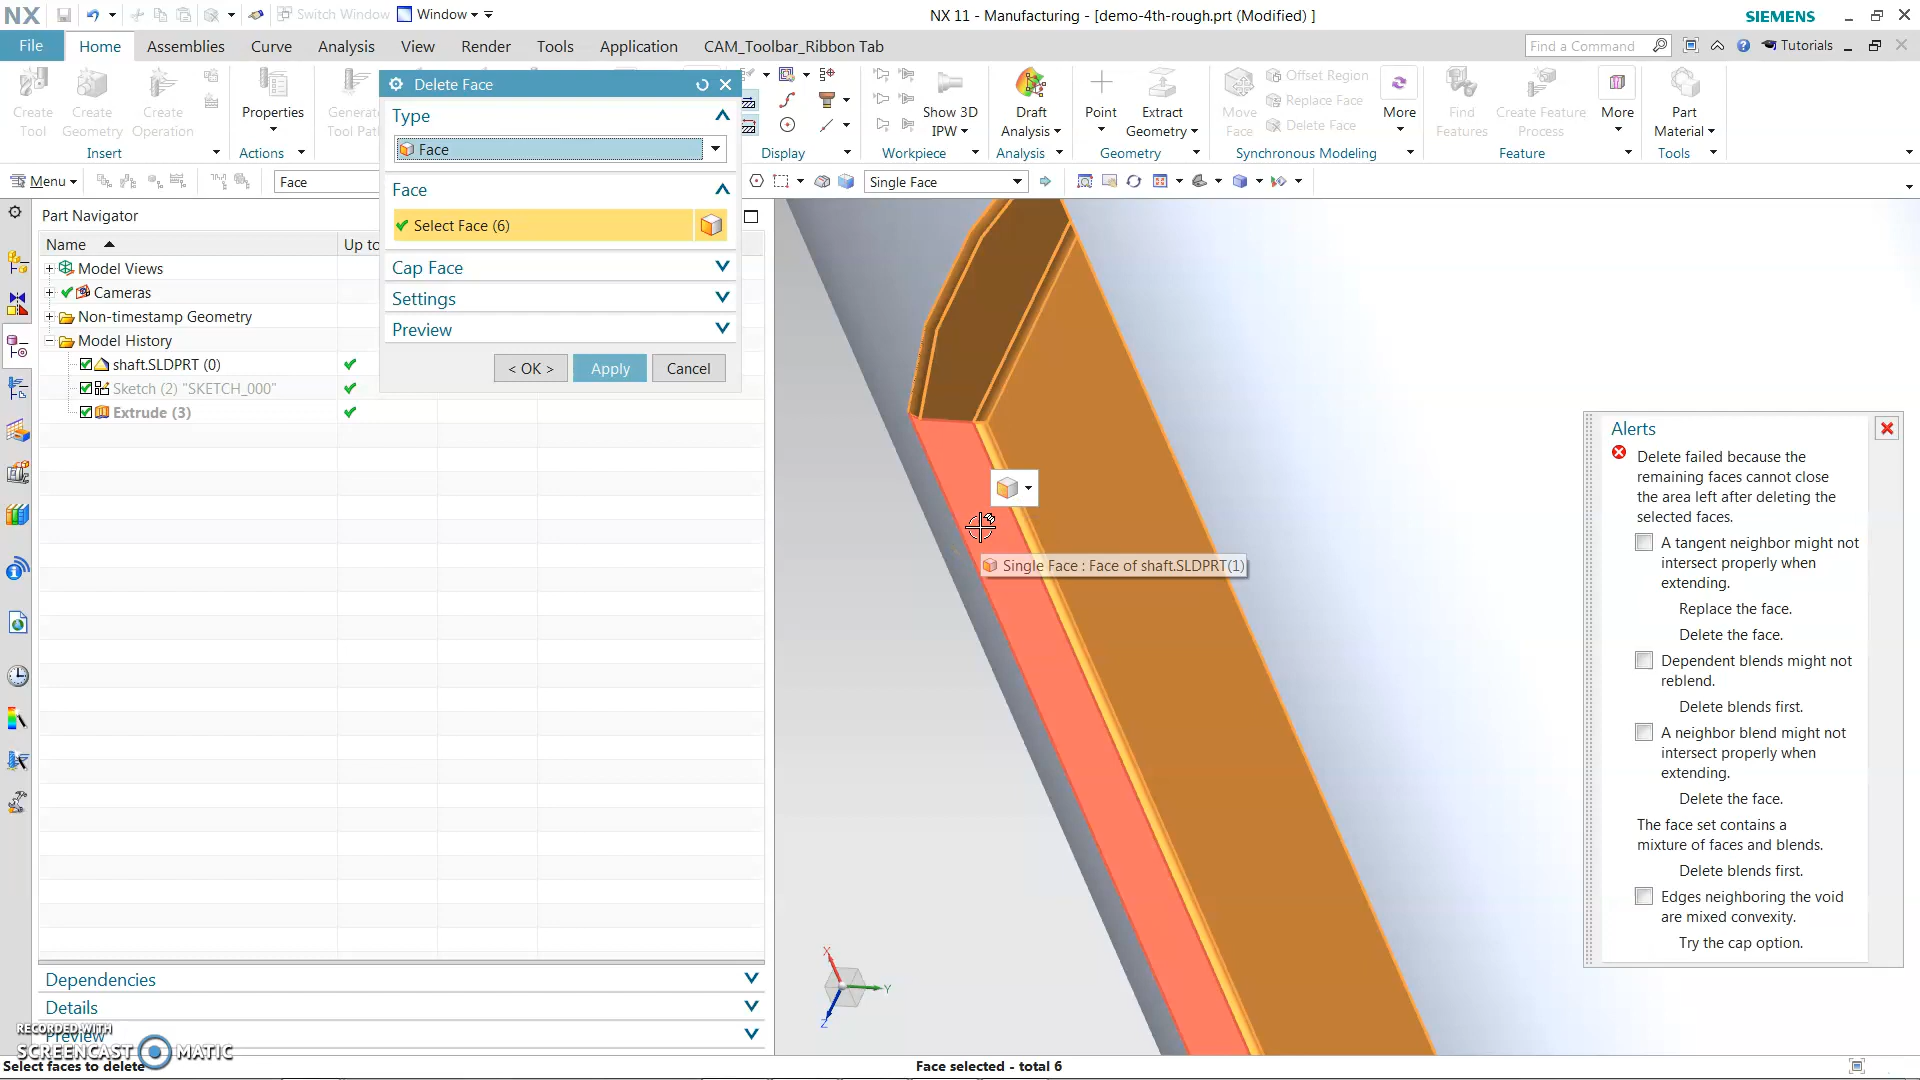 NX
Switch Window
Window
NX 11 - Manufacturing - [demo-4th-rough.prt (Modified) ]
SIEMENS
File
Home
Assemblies
Curve
Analysis
View
Render
Tools
Application
CAM_Toolbar_Ribbon Tab
Find a Command
Tutorials
Create Tool
Create Geometry
Create Operation
Properties
Generate Tool Pat
Show 3D IPW
Draft Analysis
Point
Extract Geometry
Move Face
Offset Region
Replace Face
Delete Face
More
Find Features
Create Feature Process
More
Part Material
Insert
Actions
Display
Workpiece
Analysis
Geometry
Synchronous Modeling
Feature
Tools
Menu
Face
Single Face
Delete Face
Type
Face
Face
Select Face (6)
Cap Face
Settings
Preview
< OK >
Apply
Cancel
Part Navigator
Name
Up to
Model Views
Cameras
Non-timestamp Geometry
Model History
shaft.SLDPRT (0)
Sketch (2) "SKETCH_000"
Extrude (3)
Dependencies
Details
Preview
Single Face : Face of shaft.SLDPRT(1)
X
Y
Z
Alerts
Delete failed because the
remaining faces cannot close
the area left after deleting the
selected faces.
A tangent neighbor might not
intersect properly when
extending.
Replace the face.
Delete the face.
Dependent blends might not
reblend.
Delete blends first.
A neighbor blend might not
intersect properly when
extending.
Delete the face.
The face set contains a
mixture of faces and blends.
Delete blends first.
Edges neighboring the void
are mixed convexity.
Try the cap option.
RECORDED WITH
SCREENCAST MATIC
Select faces to delete
Face selected - total 6